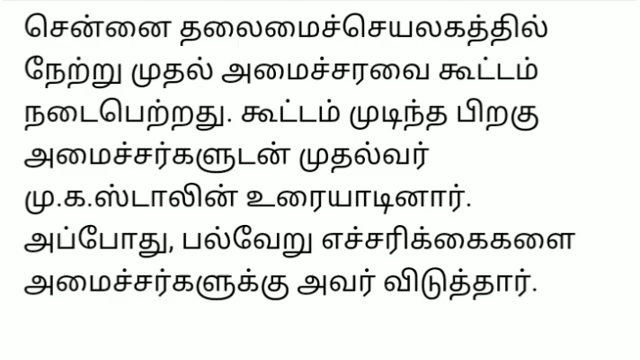 சென்னை தலைமைச்செயலகத்தில்
நேற்று முதல் அமைச்சரவை கூட்டம்
நடைபெற்றது. கூட்டம் முடிந்த பிறகு
அமைச்சர்களுடன் முதல்வர்
மு.க.ஸ்டாலின் உரையாடினார்.
அப்போது, பல்வேறு எச்சரிக்கைகளை
அமைச்சர்களுக்கு அவர் விடுத்தார்.